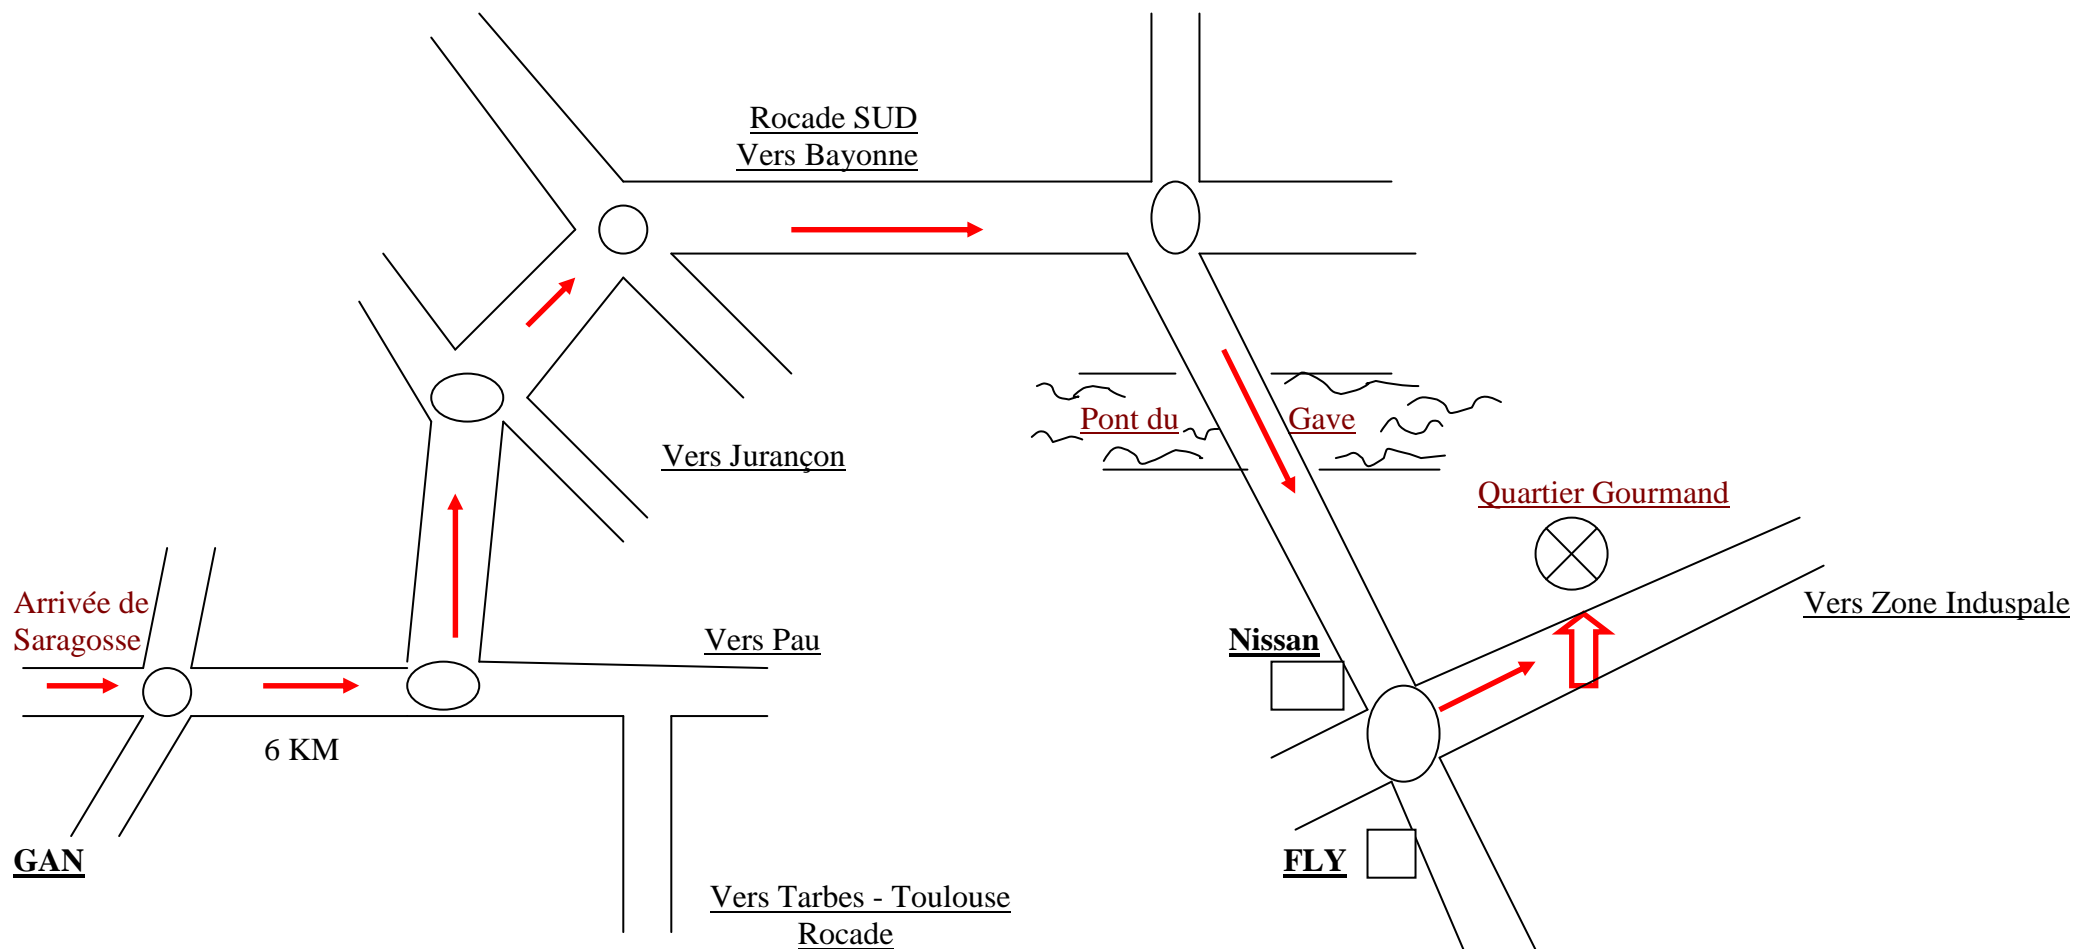 Rocade SUD
Vers Bayonne
Pont du Gave
Vers Jurançon
Quartier Gourmand
Arrivée de
Saragosse
Vers Pau
Nissan
Vers Zone Induspale
6 KM
GAN
FLY
Vers Tarbes - Toulouse
Rocade